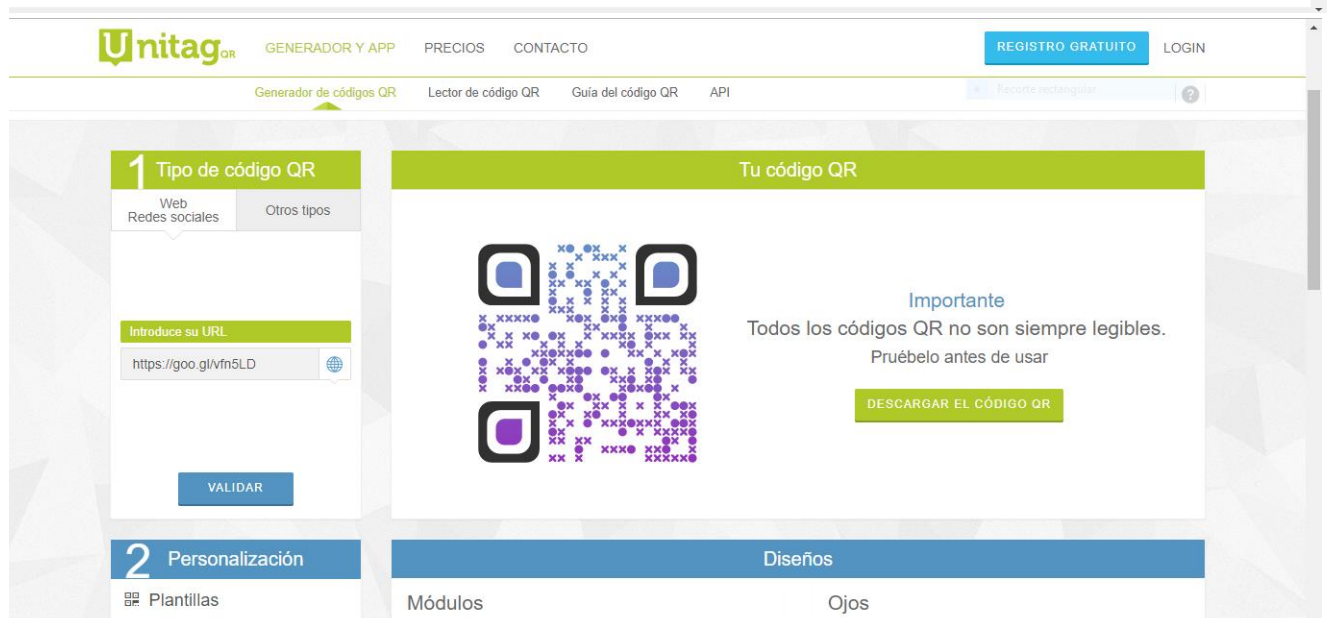 Unitag QR
GENERADOR Y APP PRECIOS CONTACTO REGISTRO GRATUITO LOGIN
Generador de códigos QR Lector de código QR Guía del código QR API Recorte rectangular ?
1 Tipo de código QR
Web
Redes sociales
Otros tipos
Introduce su URL
https://goo.gl/vfn5LD
VALIDAR
Tu código QR
Importante
Todos los códigos QR no son siempre legibles.
Pruébelo antes de usar
DESCARGAR EL CÓDIGO QR
2 Personalización
Plantillas
Diseños
Módulos Ojos